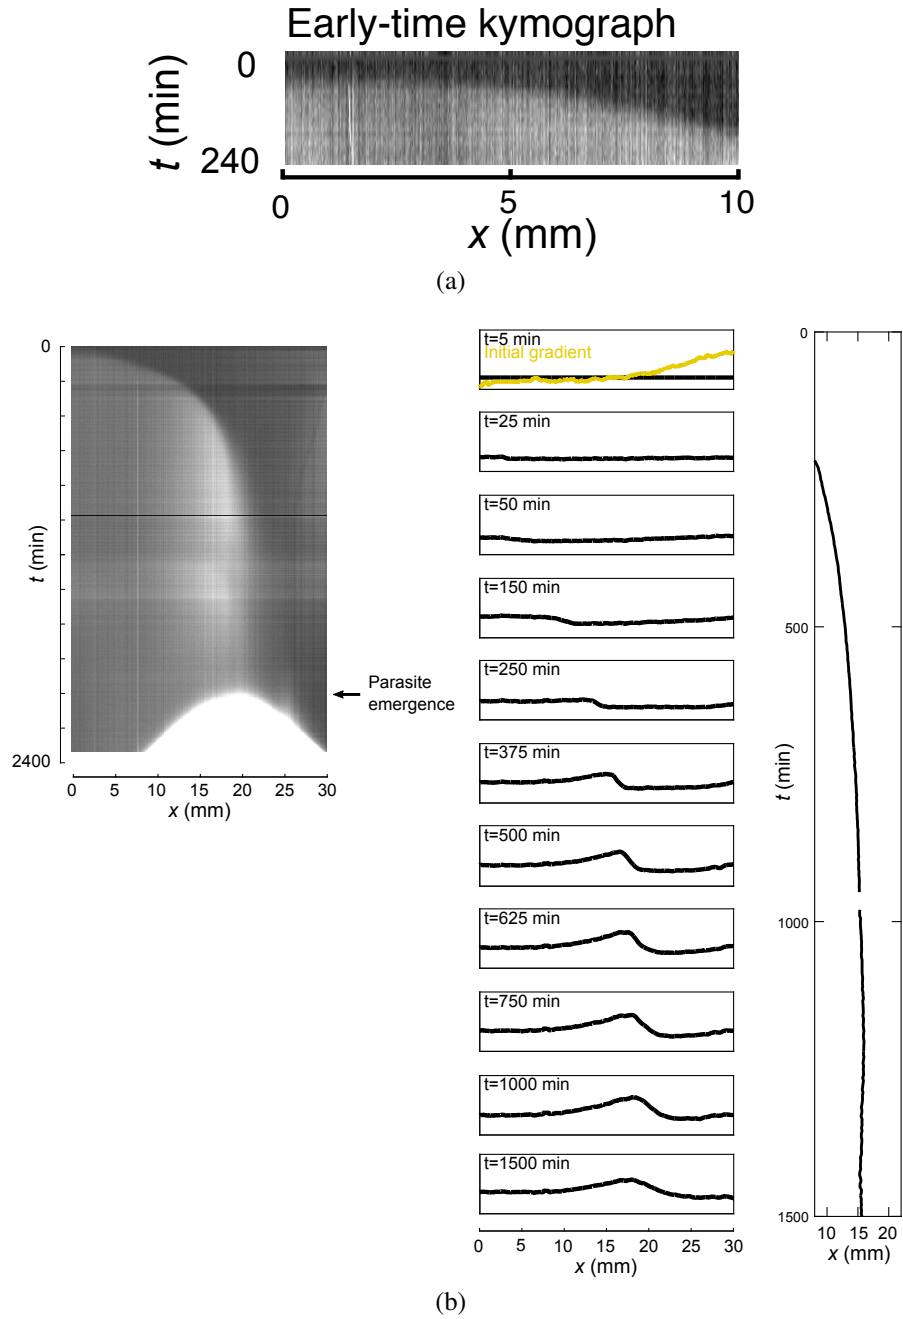 Early-time kymograph
0
t (min)
240
0 5 10
x (mm)
(a)
0
t (min)
2400
0 5 10 15 20 25 30
x (mm)
Parasite
emergence
t=5 min
Initial gradient
t=25 min
t=50 min
t=150 min
t=250 min
t=375 min
t=500 min
t=625 min
t=750 min
t=1000 min
t=1500 min
0 5 10 15 20 25 30
x (mm)
0
500
t (min)
1000
1500
10 15 20
x (mm)
(b)